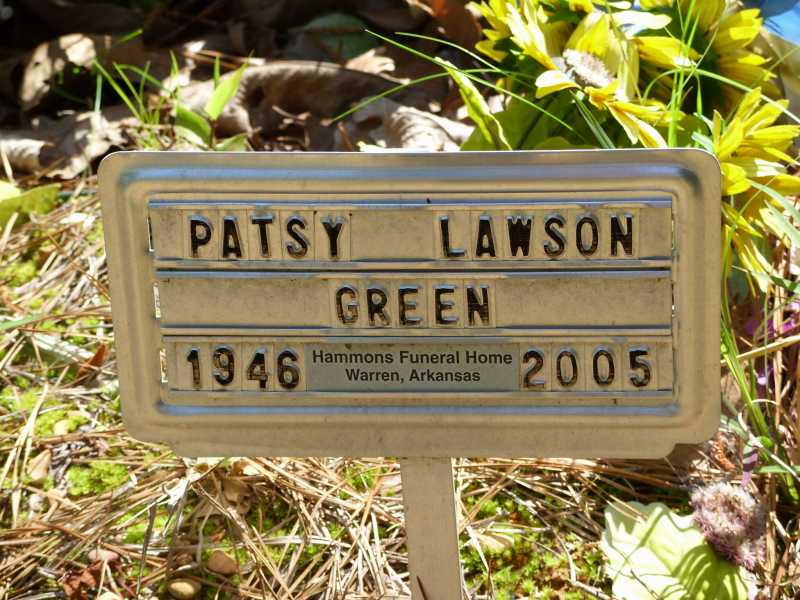 PATSY LAWSON
GREEN
1946 Hammons Funeral Home 2005
Warren, Arkansas